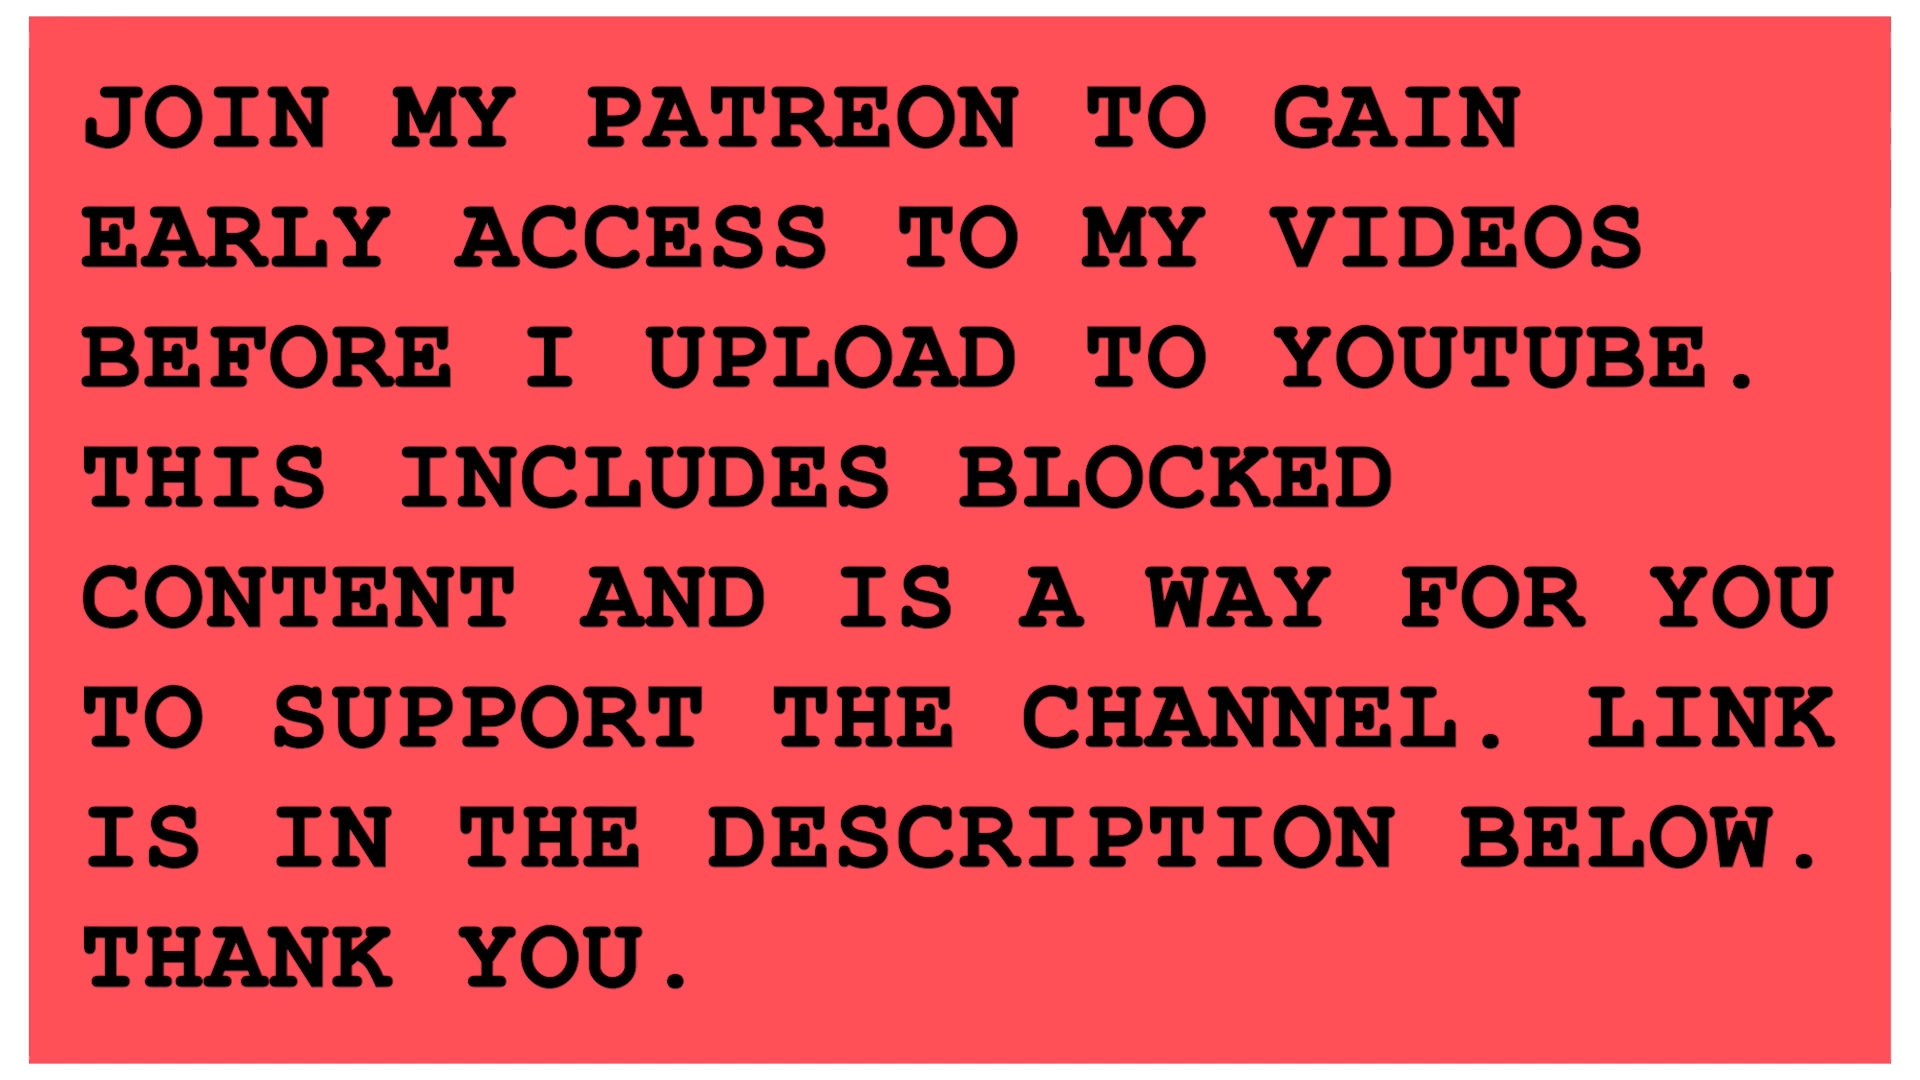 JOIN MY PATREON TO GAIN
EARLY ACCESS TO MY VIDEOS
BEFORE I UPLOAD TO YOUTUBE.
THIS INCLUDES BLOCKED
CONTENT AND IS A WAY FOR YOU
TO SUPPORT THE CHANNEL. LINK
IS IN THE DESCRIPTION BELOW.
THANK YOU.